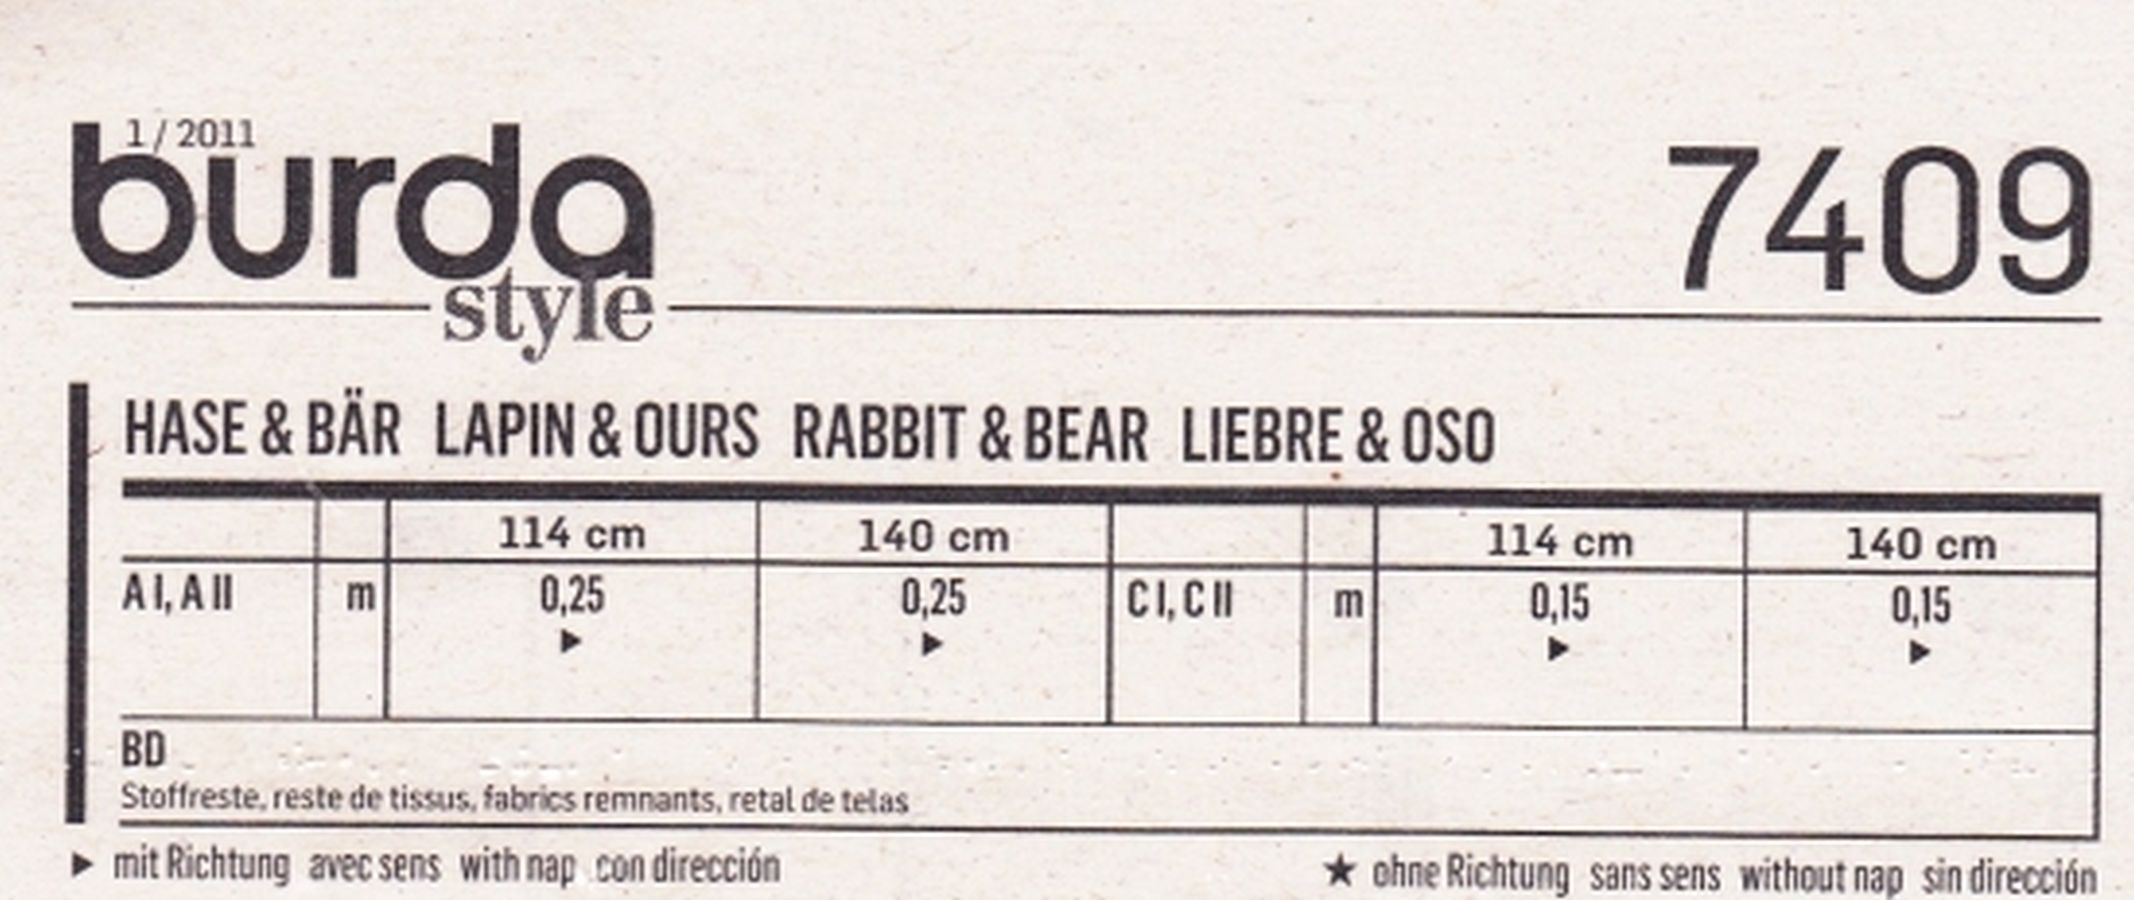 1 / 2011
burda
style
7409
HASE & BÄR LAPIN & OURS RABBIT & BEAR LIEBRE & OSO
114 cm 140 cm 114 cm 140 cm
A I, A II m 0,25 0,25 C I, C II m 0,15 0,15
▶ ▶ ▶ ▶
BD
Stoffreste, reste de tissus, fabrics remnants, retal de telas
▶ mit Richtung avec sens with nap con dirección ★ ohne Richtung sans sens without nap sin dirección